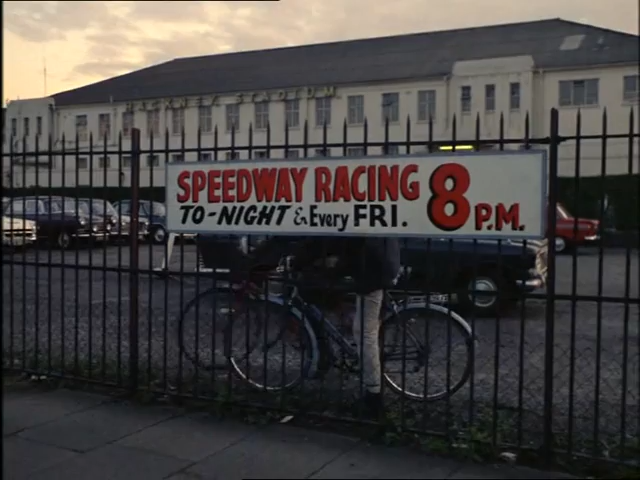 HACKNEY STADIUM
SPEEDWAY RACING 8 P.M.
TO-NIGHT & Every FRI.